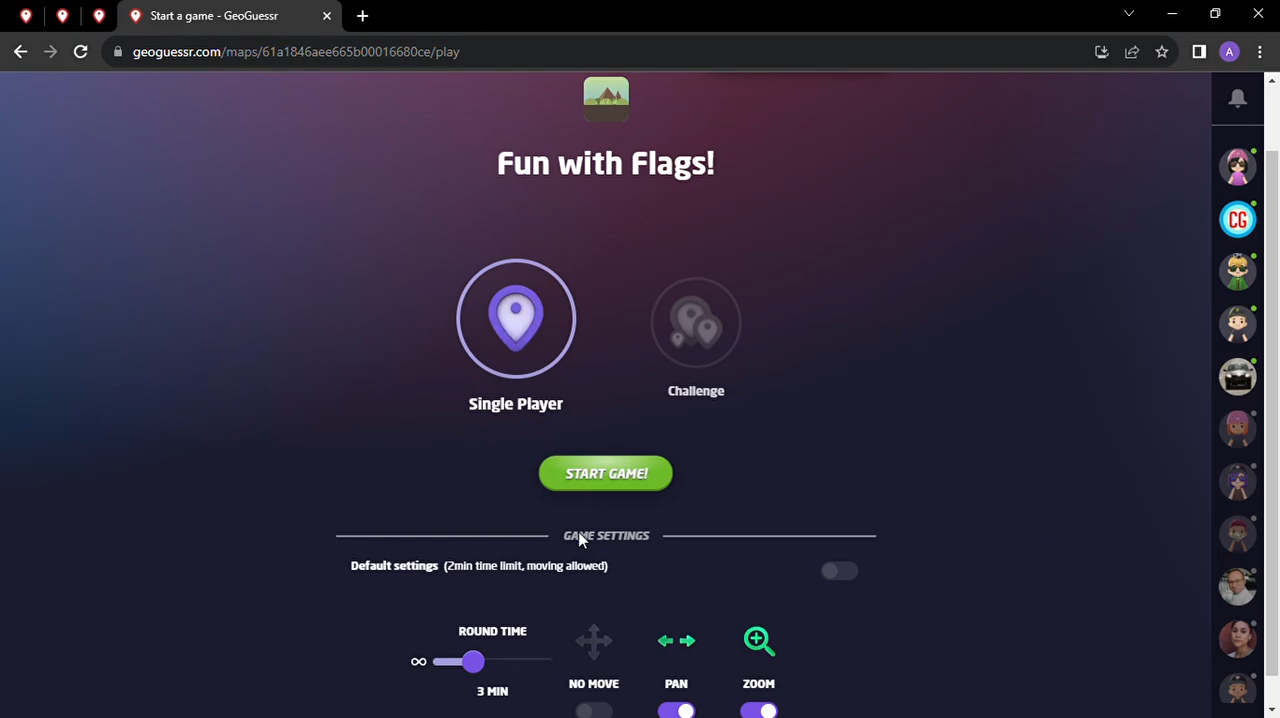 Start a game - GeoGuessr
geoguessr.com/maps/61a1846aee665b00016680ce/play
A
Fun with Flags!
CG
Single Player
Challenge
START GAME!
GAME SETTINGS
Default settings (2min time limit, moving allowed)
ROUND TIME
∞
3 MIN
NO MOVE
PAN
ZOOM